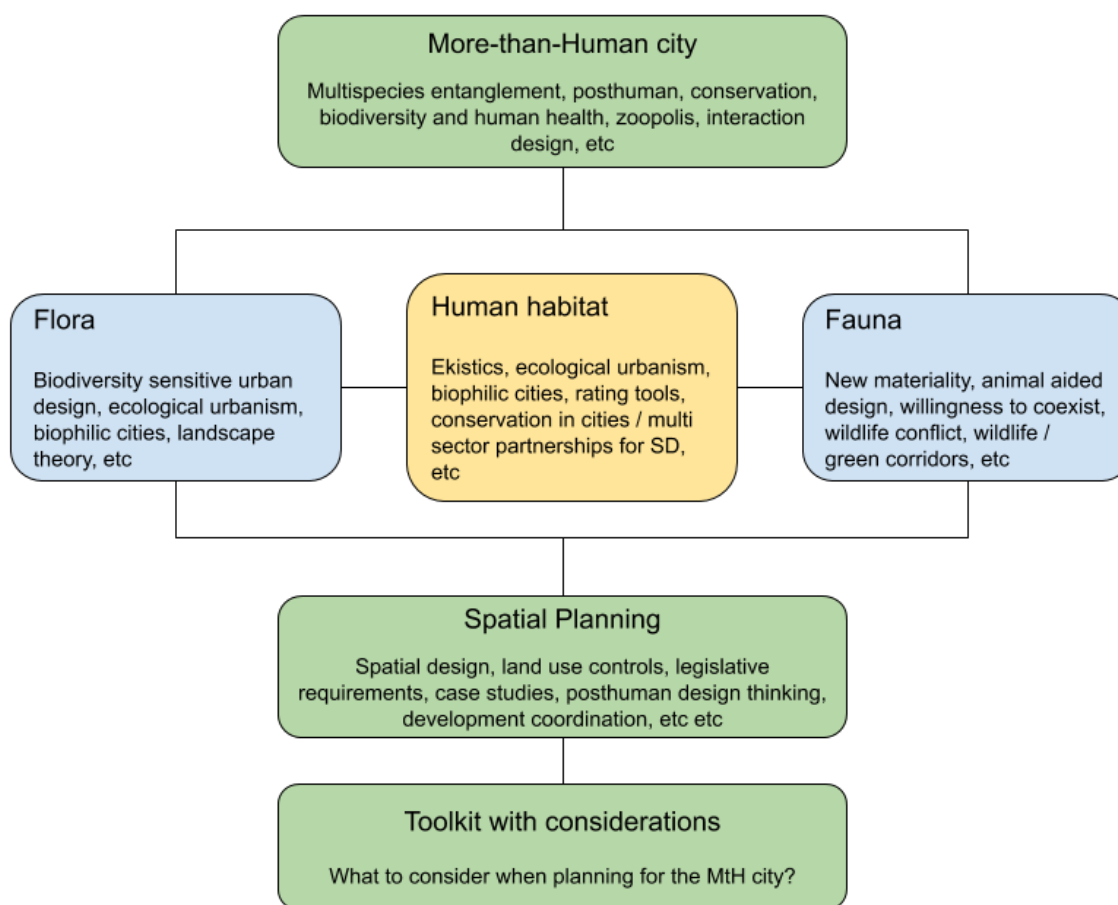 More-than-Human city
Multispecies entanglement, posthuman, conservation,
biodiversity and human health, zoopolis, interaction
design, etc
Flora
Biodiversity sensitive urban
design, ecological urbanism,
biophilic cities, landscape
theory, etc
Human habitat
Ekistics, ecological urbanism,
biophilic cities, rating tools,
conservation in cities / multi
sector partnerships for SD,
etc
Fauna
New materiality, animal aided
design, willingness to coexist,
wildlife conflict, wildlife /
green corridors, etc
Spatial Planning
Spatial design, land use controls, legislative
requirements, case studies, posthuman design thinking,
development coordination, etc etc
Toolkit with considerations
What to consider when planning for the MtH city?